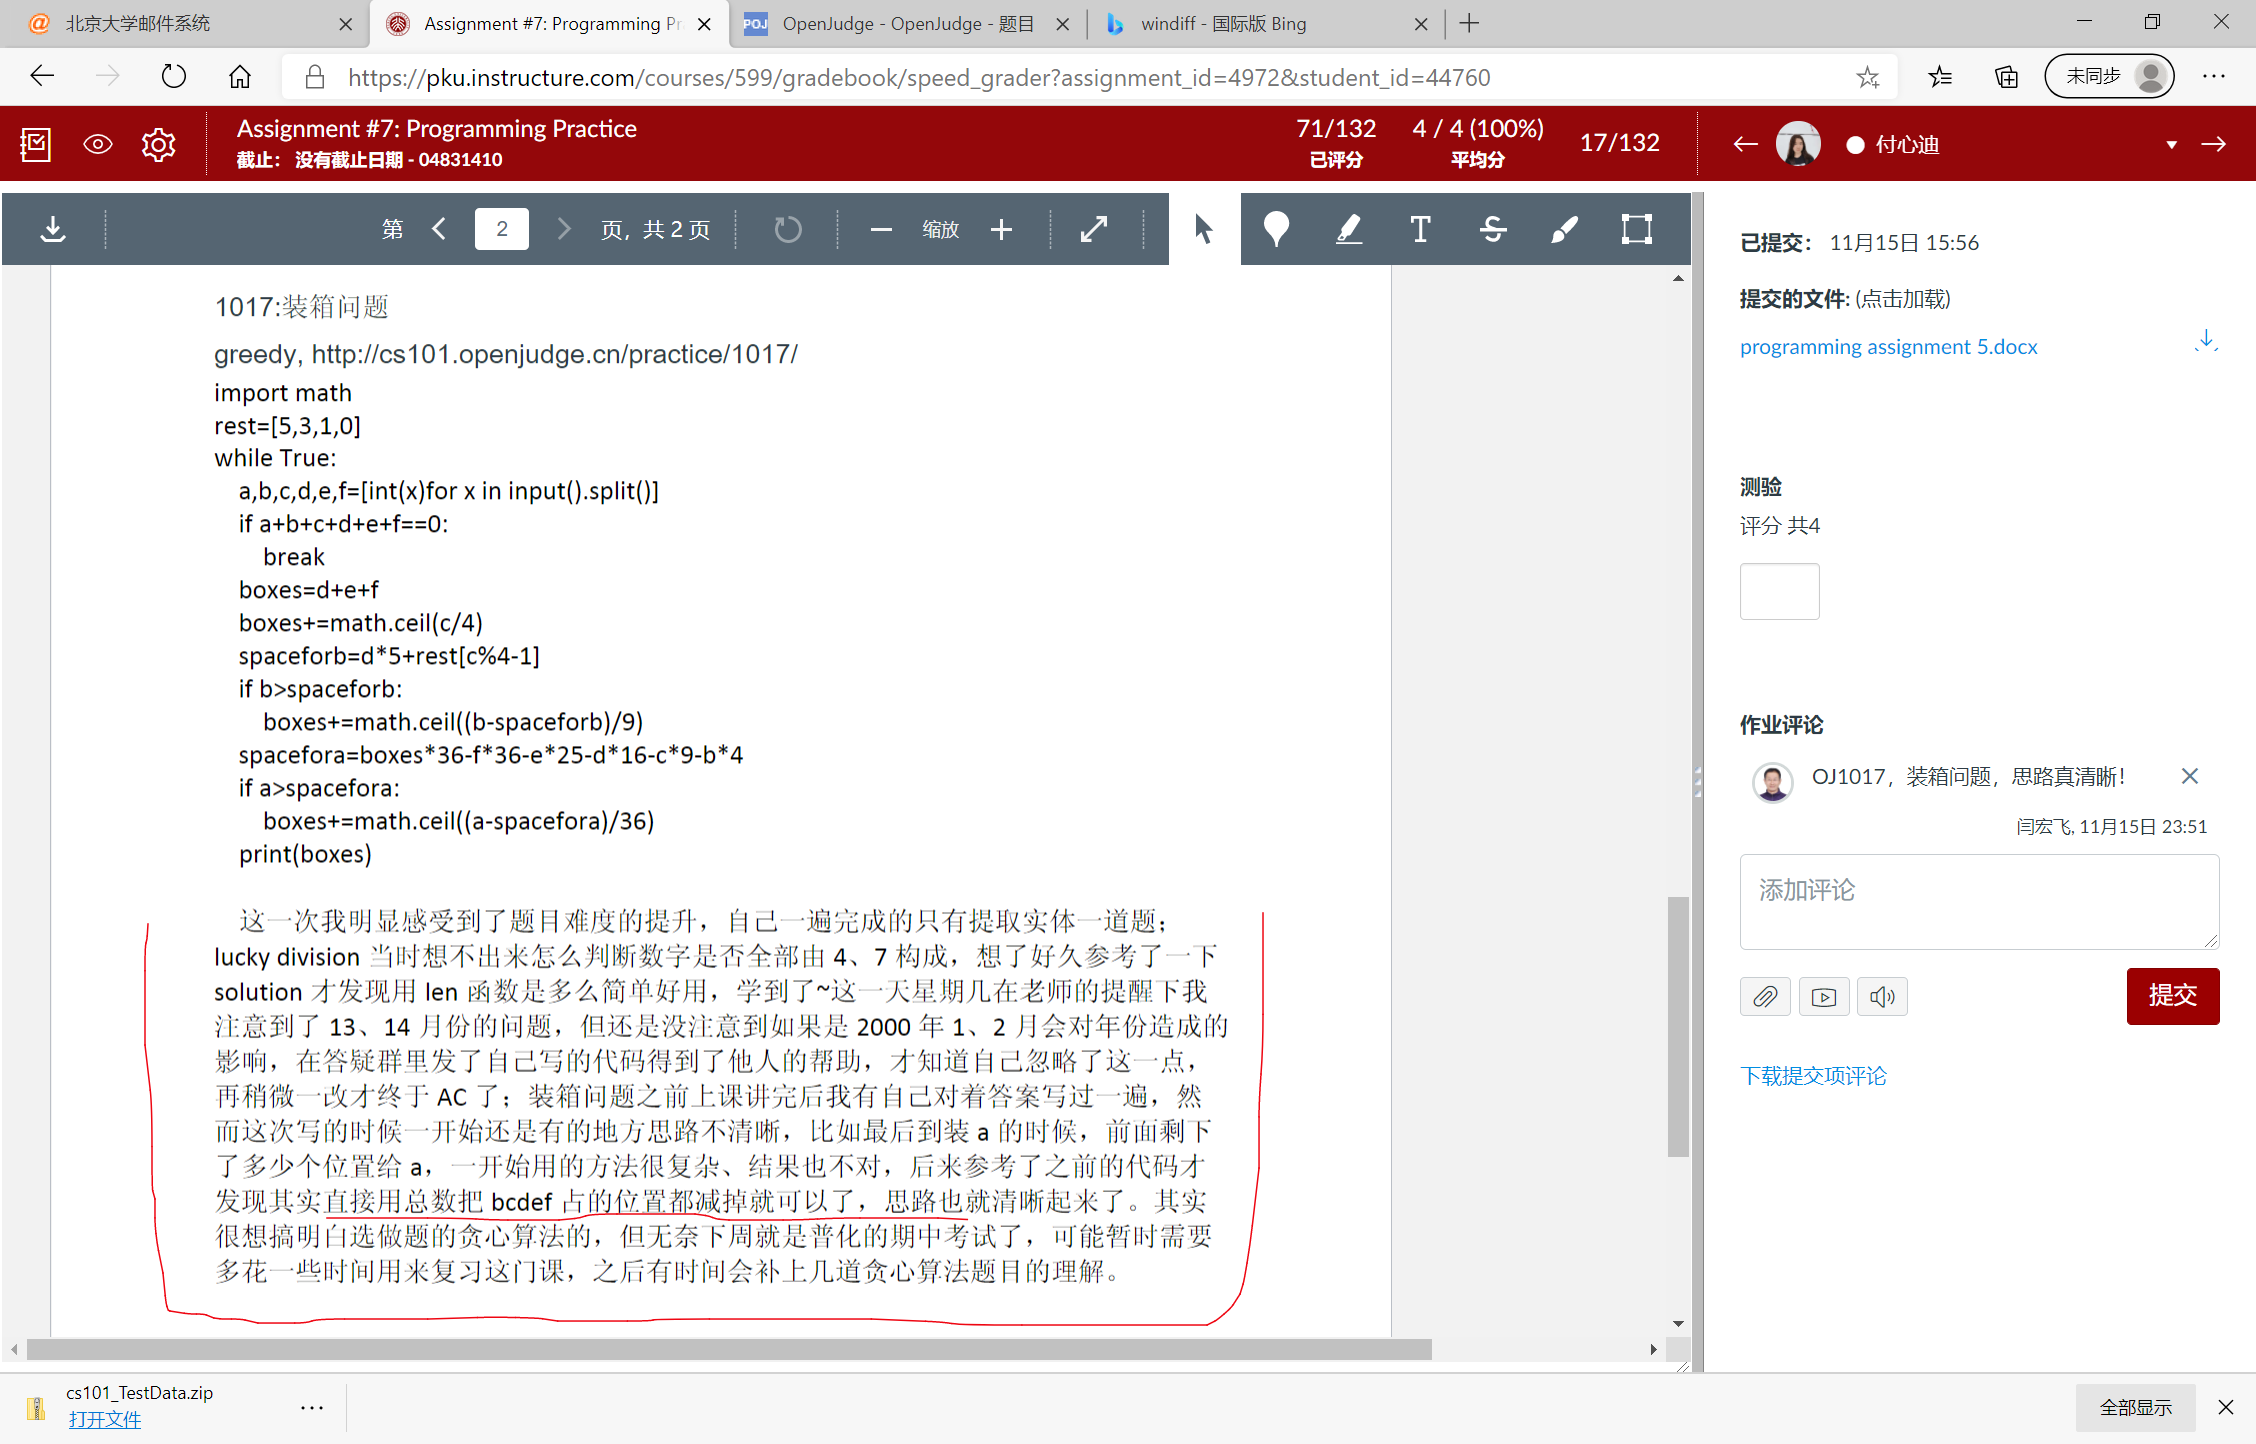 北京大学邮件系统
Assignment #7: Programming Pr
OpenJudge - OpenJudge - 题目
windiff - 国际版 Bing
https://pku.instructure.com/courses/599/gradebook/speed_grader?assignment_id=4972&student_id=44760
未同步
Assignment #7: Programming Practice
截止： 没有截止日期 - 04831410
71/132
已评分
4 / 4 (100%)
平均分
17/132
付心迪
第
2
页，共 2 页
缩放
1017:装箱问题
greedy, http://cs101.openjudge.cn/practice/1017/
import math
rest=[5,3,1,0]
while True:
a,b,c,d,e,f=[int(x)for x in input().split()]
if a+b+c+d+e+f==0:
break
boxes=d+e+f
boxes+=math.ceil(c/4)
spaceforb=d*5+rest[c%4-1]
if b>spaceforb:
boxes+=math.ceil((b-spaceforb)/9)
spacefora=boxes*36-f*36-e*25-d*16-c*9-b*4
if a>spacefora:
boxes+=math.ceil((a-spacefora)/36)
print(boxes)
这一次我明显感受到了题目难度的提升，自己一遍完成的只有提取实体一道题；
lucky division 当时想不出来怎么判断数字是否全部由 4、7 构成，想了好久参考了一下
solution 才发现用 len 函数是多么简单好用，学到了~这一天星期几在老师的提醒下我
注意到了 13、14 月份的问题，但还是没注意到如果是 2000 年 1、2 月会对年份造成的
影响，在答疑群里发了自己写的代码得到了他人的帮助，才知道自己忽略了这一点，
再稍微一改才终于 AC 了；装箱问题之前上课讲完后我有自己对着答案写过一遍，然
而这次写的时候一开始还是有的地方思路不清晰，比如最后到装 a 的时候，前面剩下
了多少个位置给 a，一开始用的方法很复杂、结果也不对，后来参考了之前的代码才
发现其实直接用总数把 bcdef 占的位置都减掉就可以了，思路也就清晰起来了。其实
很想搞明白选做题的贪心算法的，但无奈下周就是普化的期中考试了，可能暂时需要
多花一些时间用来复习这门课，之后有时间会补上几道贪心算法题目的理解。
已提交： 11月15日 15:56
提交的文件: (点击加载)
programming assignment 5.docx
测验
评分 共4
作业评论
OJ1017，装箱问题，思路真清晰！
闫宏飞, 11月15日 23:51
添加评论
提交
下载提交项评论
cs101_TestData.zip
打开文件
全部显示